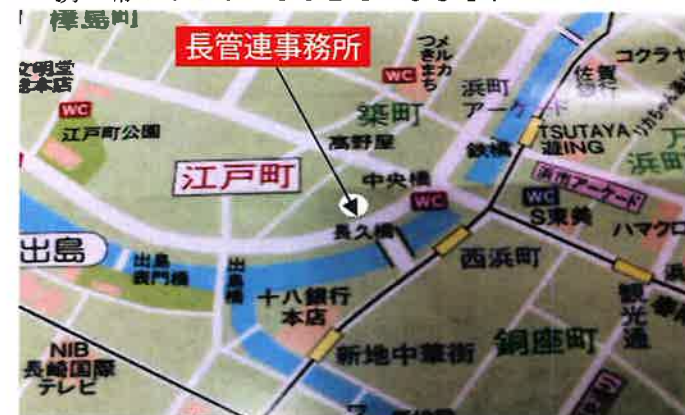 樺島町
長管連事務所
メルカ
つきまち
WC
コクラヤ
佐賀
銀行
文明堂
WC
江戸町公園
築町
浜町
アーケード
高野屋
TSUTAYA
遊ING
鉄橋
江戸町
中央橋
浜市アーケード
WC
WC
S東美
長久橋
ハマクロ
出島
出島
表門橋
出島橋
西浜町
十八銀行
本店
観光通
銅座町
新地中華街
NIB
長崎国際
テレビ